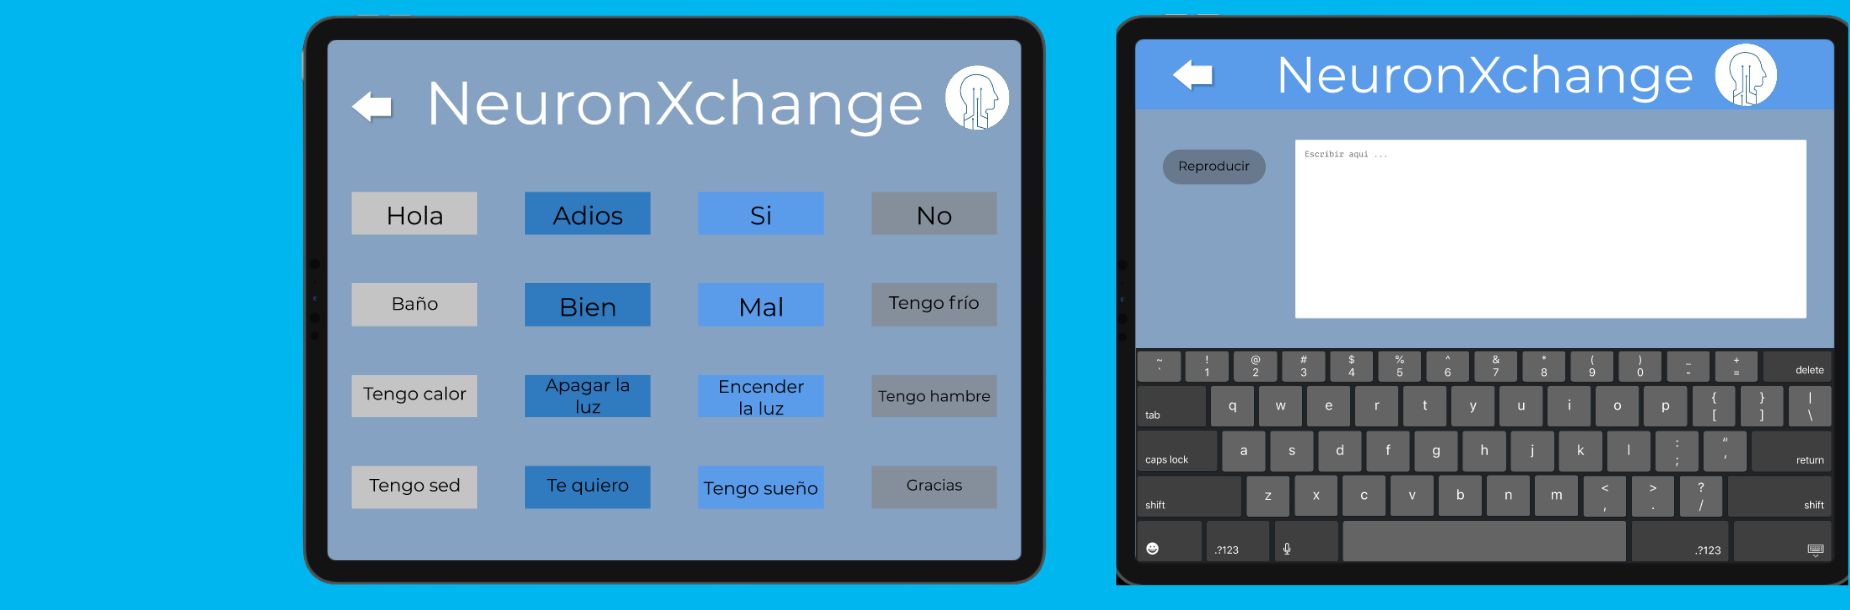 NeuronXchange
Hola Adios Si No
Baño Bien Mal Tengo frío
Tengo calor Apagar la luz Encender la luz Tengo hambre
Tengo sed Te quiero Tengo sueño Gracias
NeuronXchange
Reproducir
Escribir aqui ...
~ ! @ # $ % ^ & * ( ) _ +
` 1 2 3 4 5 6 7 8 9 0 - = delete
tab q w e r t y u i o p { [ } ] | \
caps lock a s d f g h j k l : ; " ' return
shift z x c v b n m < , > . ? / shift
.?123 .?123